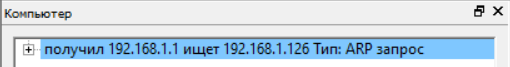 Компьютер
получил 192.168.1.1 ищет 192.168.1.126 Тип: ARP запрос